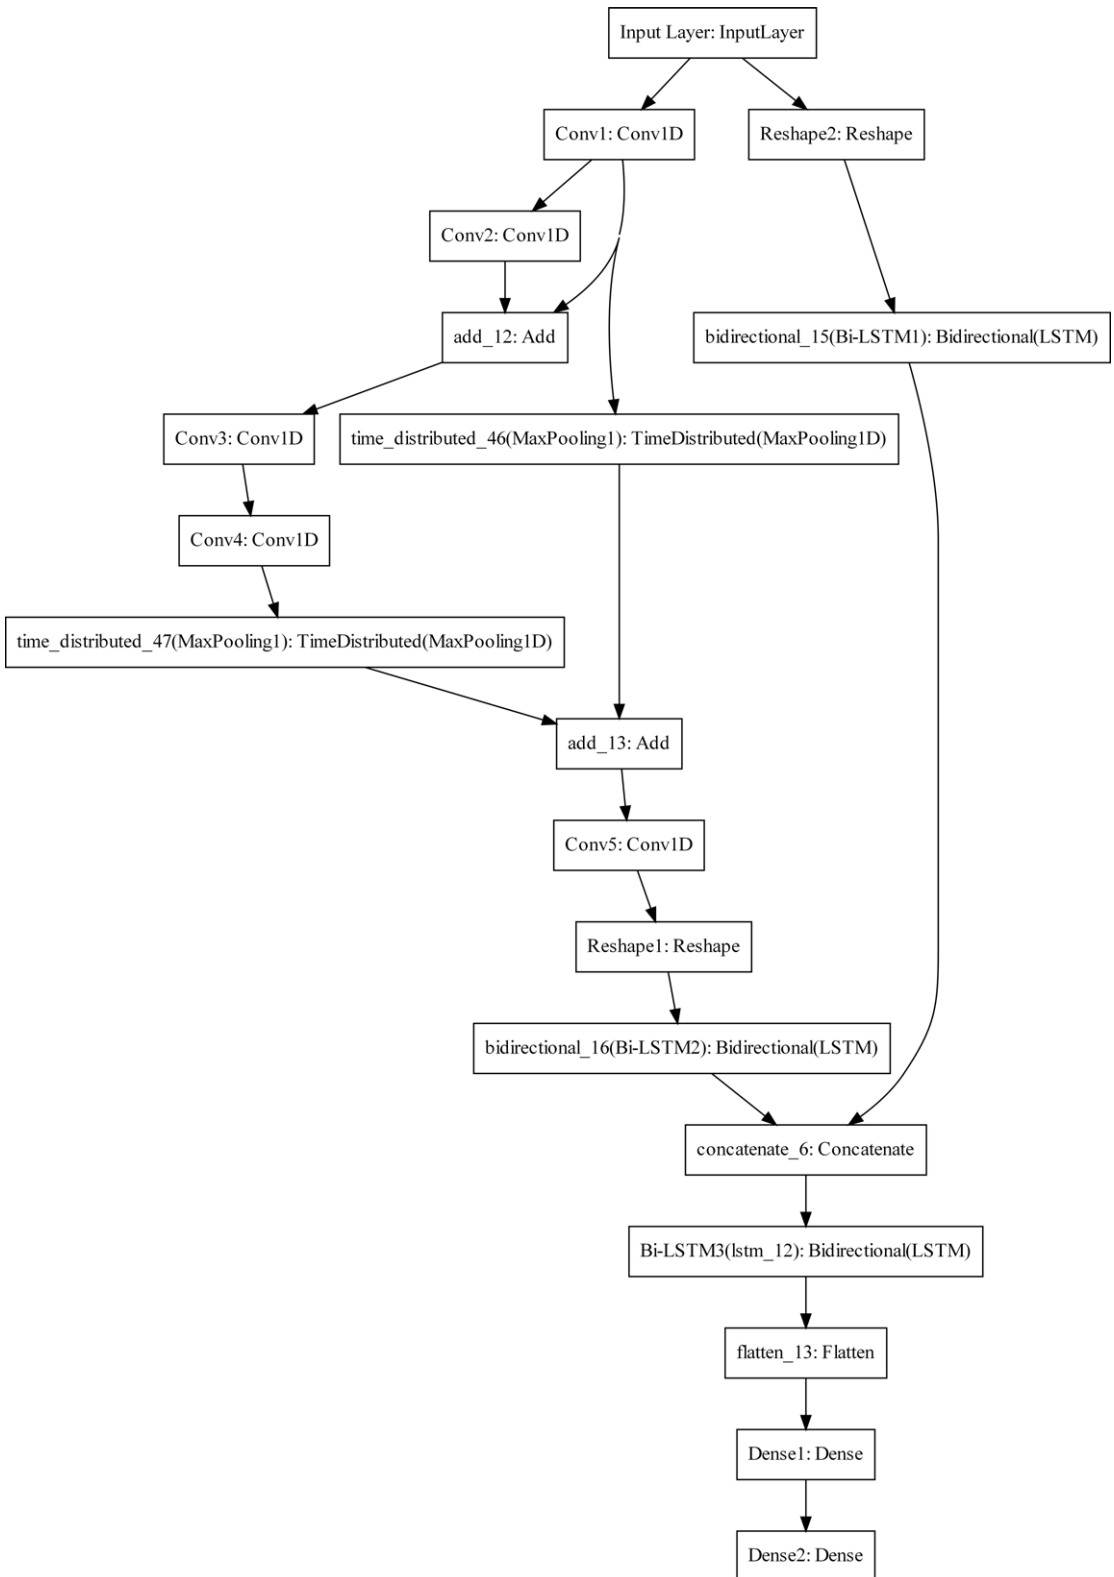 Input Layer: InputLayer
Conv1: Conv1D
Reshape2: Reshape
Conv2: Conv1D
add_12: Add
bidirectional_15(Bi-LSTM1): Bidirectional(LSTM)
Conv3: Conv1D
time_distributed_46(MaxPooling1): TimeDistributed(MaxPooling1D)
Conv4: Conv1D
time_distributed_47(MaxPooling1): TimeDistributed(MaxPooling1D)
add_13: Add
Conv5: Conv1D
Reshape1: Reshape
bidirectional_16(Bi-LSTM2): Bidirectional(LSTM)
concatenate_6: Concatenate
Bi-LSTM3(lstm_12): Bidirectional(LSTM)
flatten_13: Flatten
Dense1: Dense
Dense2: Dense